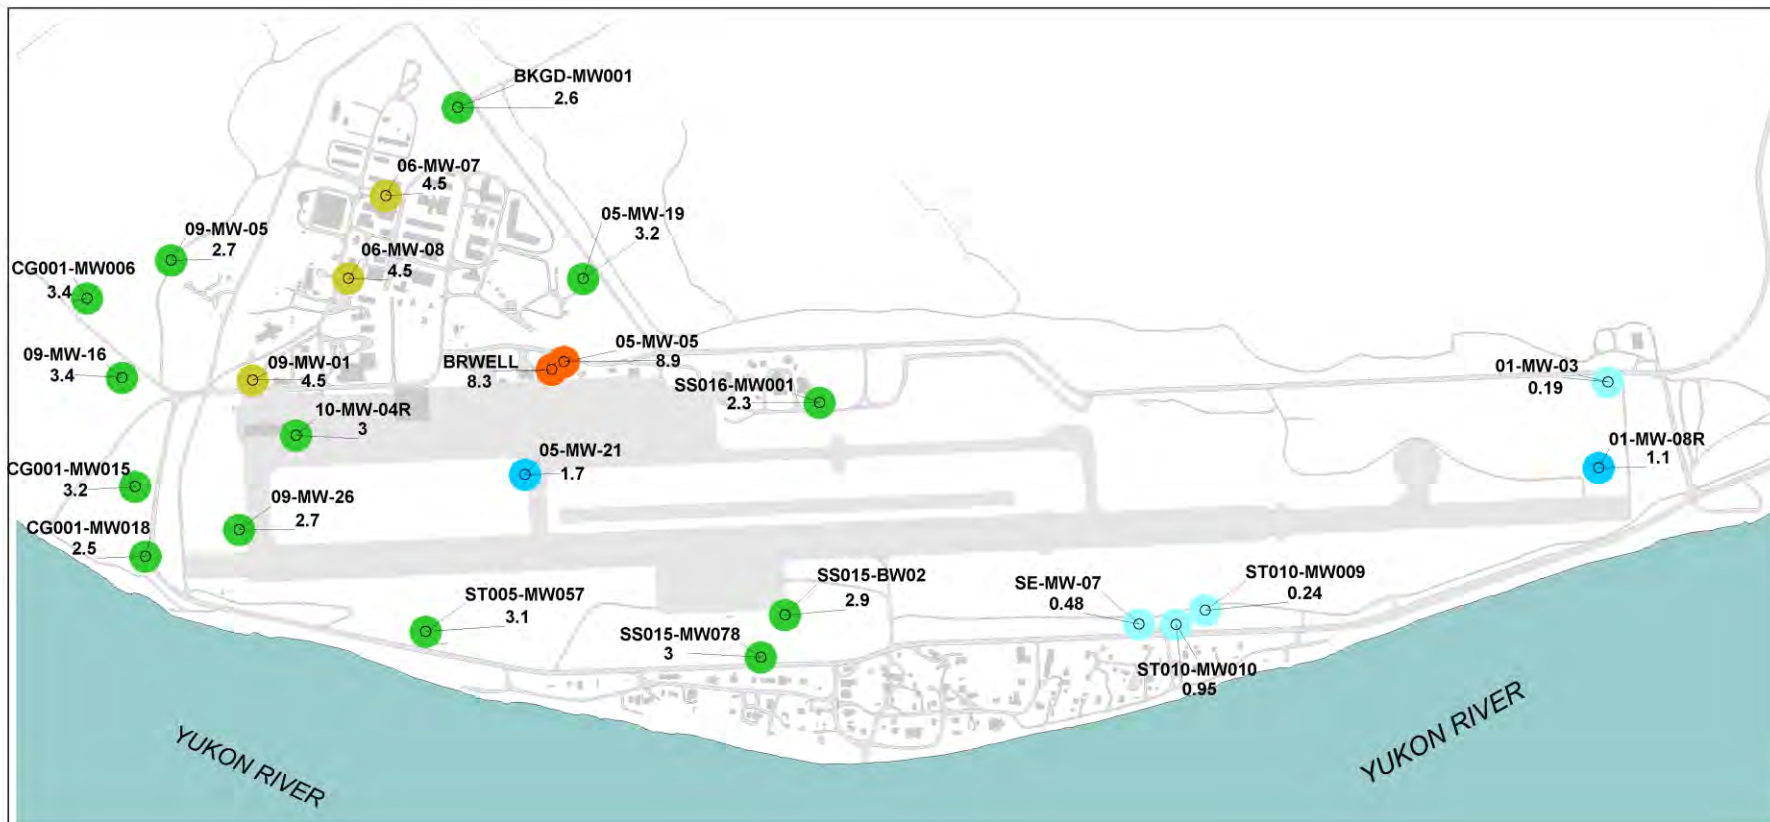 BKGD-MW001
2.6
06-MW-07
4.5
05-MW-19
3.2
09-MW-05
2.7
06-MW-08
4.5
CG001-MW006
3.4
09-MW-16
3.4
09-MW-01
4.5
BRWELL
8.3
05-MW-05
8.9
SS016-MW001
2.3
01-MW-03
0.19
10-MW-04R
3
05-MW-21
1.7
01-MW-08R
1.1
CG001-MW015
3.2
09-MW-26
2.7
CG001-MW018
2.5
ST005-MW057
3.1
SS015-BW02
2.9
SS015-MW078
3
SE-MW-07
0.48
ST010-MW009
0.24
ST010-MW010
0.95
YUKON RIVER
YUKON RIVER